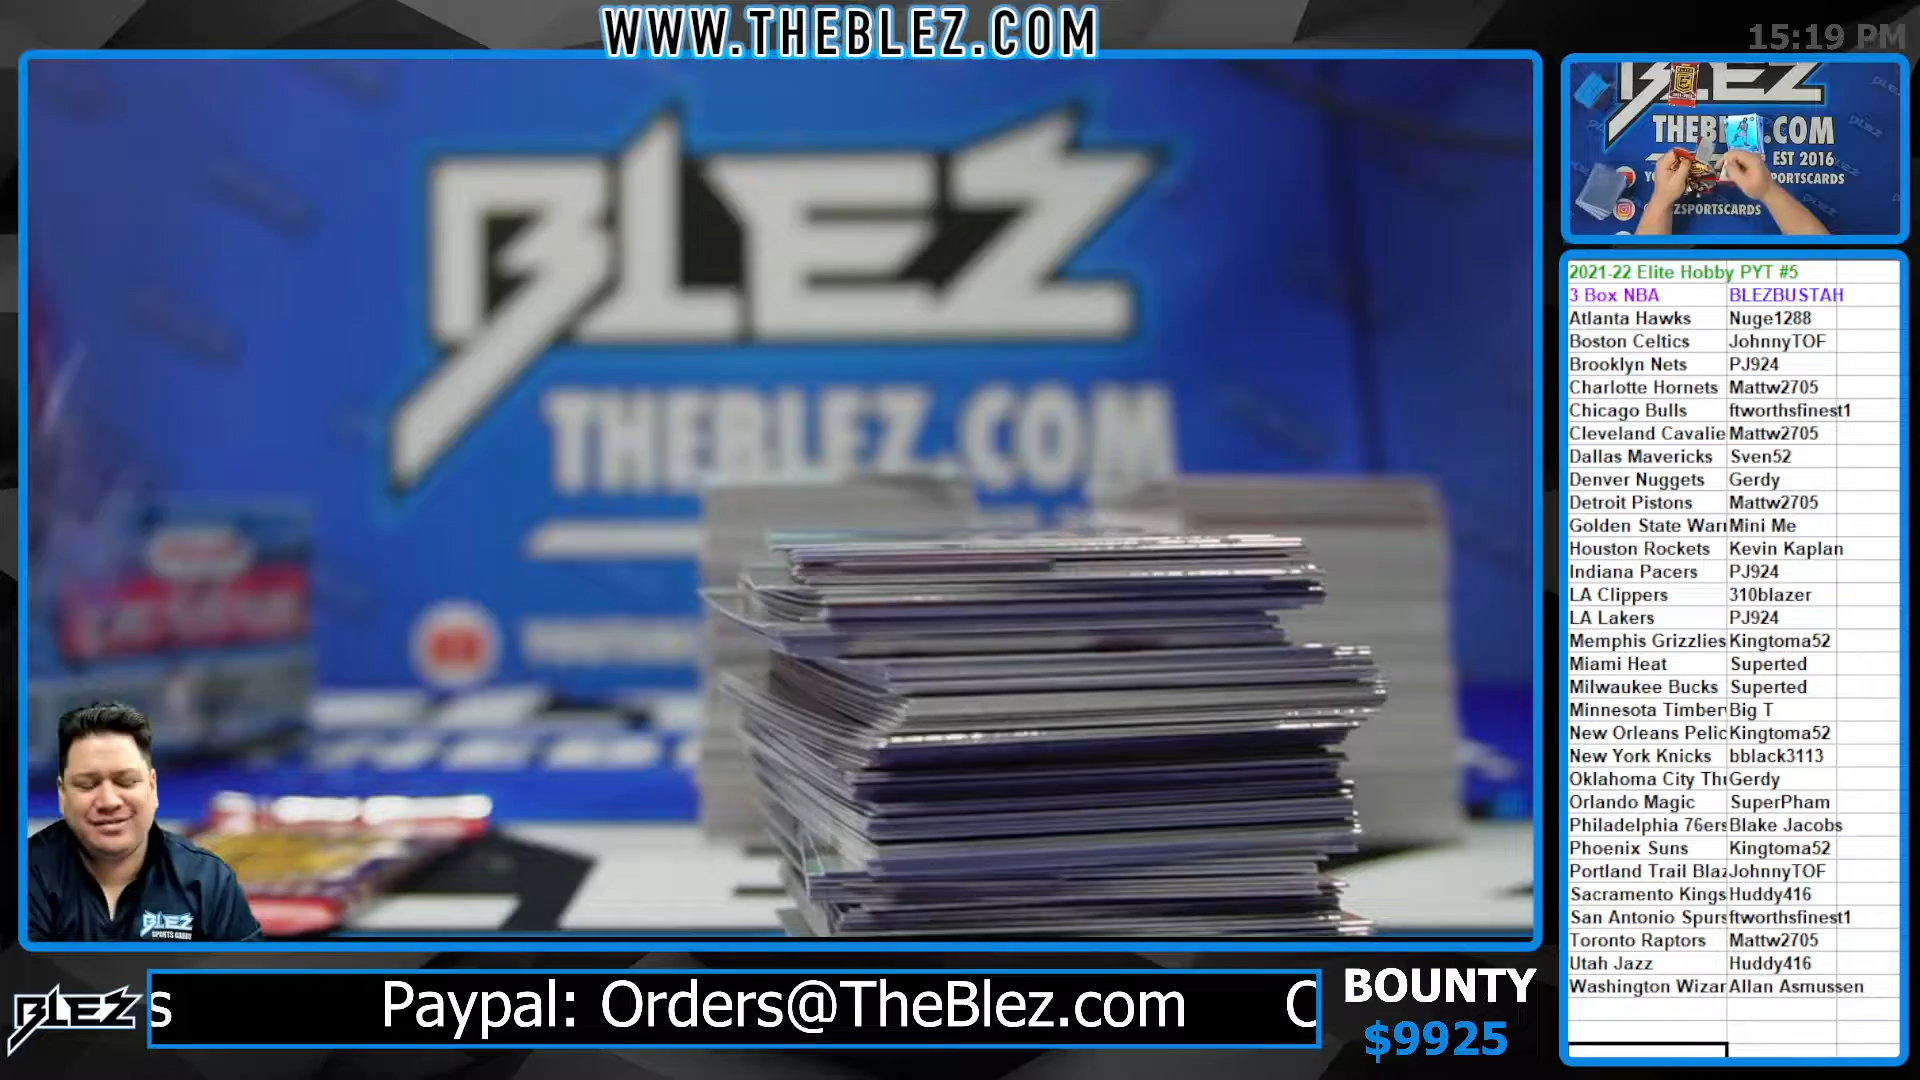 WWW.THEBLEZ.COM
15:19 PM
BLEZ
THEBLEZ.COM
BLEZ
EST 2016
2021-22 Elite Hobby PYT #5
3 Box NBA BLEZBUSTAH
Atlanta Hawks Nuge1288
Boston Celtics JohnnyTOF
Brooklyn Nets PJ924
Charlotte Hornets Mattw2705
Chicago Bulls ftworthsfinest1
Cleveland Cavalie Mattw2705
Dallas Mavericks Sven52
Denver Nuggets Gerdy
Detroit Pistons Mattw2705
Golden State Warr Mini Me
Houston Rockets Kevin Kaplan
Indiana Pacers PJ924
LA Clippers 310blazer
LA Lakers PJ924
Memphis Grizzlies Kingtoma52
Miami Heat Superted
Milwaukee Bucks Superted
Minnesota Timber Big T
New Orleans Pelic Kingtoma52
New York Knicks bblack3113
Oklahoma City Thu Gerdy
Orlando Magic SuperPham
Philadelphia 76ers Blake Jacobs
Phoenix Suns Kingtoma52
Portland Trail Blaz JohnnyTOF
Sacramento Kings Huddy416
San Antonio Spurs ftworthsfinest1
Toronto Raptors Mattw2705
Utah Jazz Huddy416
Washington Wizar Allan Asmussen
BLEZ
SPORTS CARDS
BLEZ
s Paypal: Orders@TheBlez.com C
BOUNTY
$9925